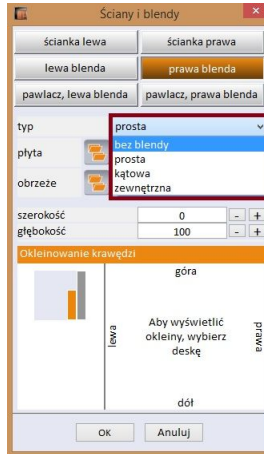 Ściany i blendy
ścianka lewa
ścianka prawa
lewa blenda
prawa blenda
pawlacz, lewa blenda
pawlacz, prawa blenda
typ
prosta
bez blendy
prosta
kątowa
zewnętrzna
płyta
obrzeże
szerokość 0 - +
głębokość 100 - +
Okleinowanie krawędzi
góra
lewa
Aby wyświetlić
okleiny, wybierz
deskę
prawa
dół
OK
Anuluj